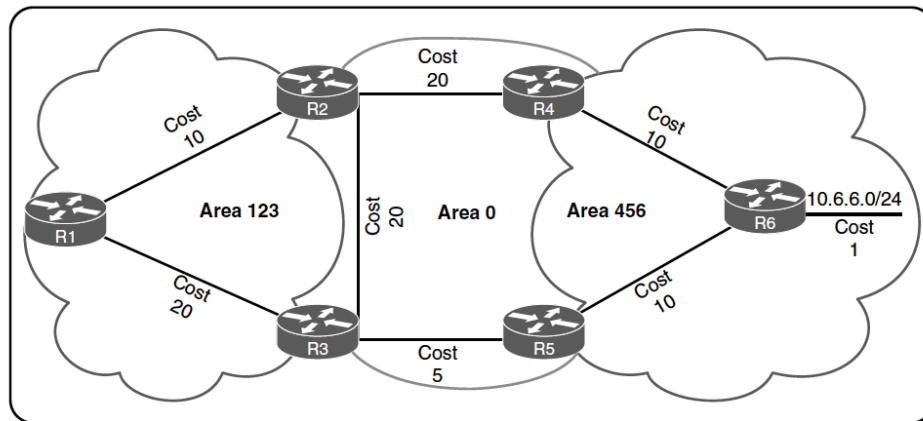 Cost
20
R2
R4
Cost
10
Cost
10
10.6.6.0/24
Area 123
Cost
20
Area 0
Area 456
R1
R6
Cost
1
Cost
20
Cost
10
R3
R5
Cost
5